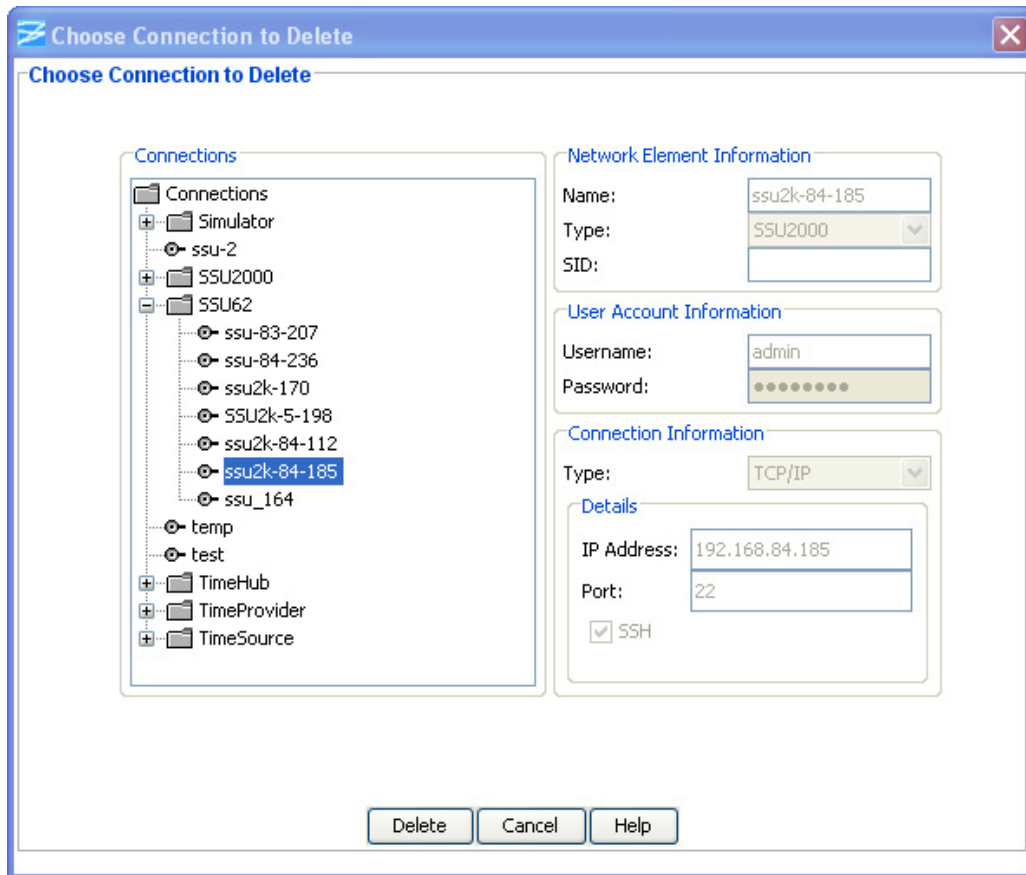 Choose Connection to Delete
Choose Connection to Delete
Connections
Connections
Simulator
ssu-2
SSU2000
SSU62
ssu-83-207
ssu-84-236
ssu2k-170
SSU2k-5-198
ssu2k-84-112
ssu2k-84-185
ssu_164
temp
test
TimeHub
TimeProvider
TimeSource
Network Element Information
Name: ssu2k-84-185
Type: SSU2000
SID:
User Account Information
Username: admin
Password: ●●●●●●●●
Connection Information
Type: TCP/IP
Details
IP Address: 192.168.84.185
Port: 22
SSH
Delete Cancel Help